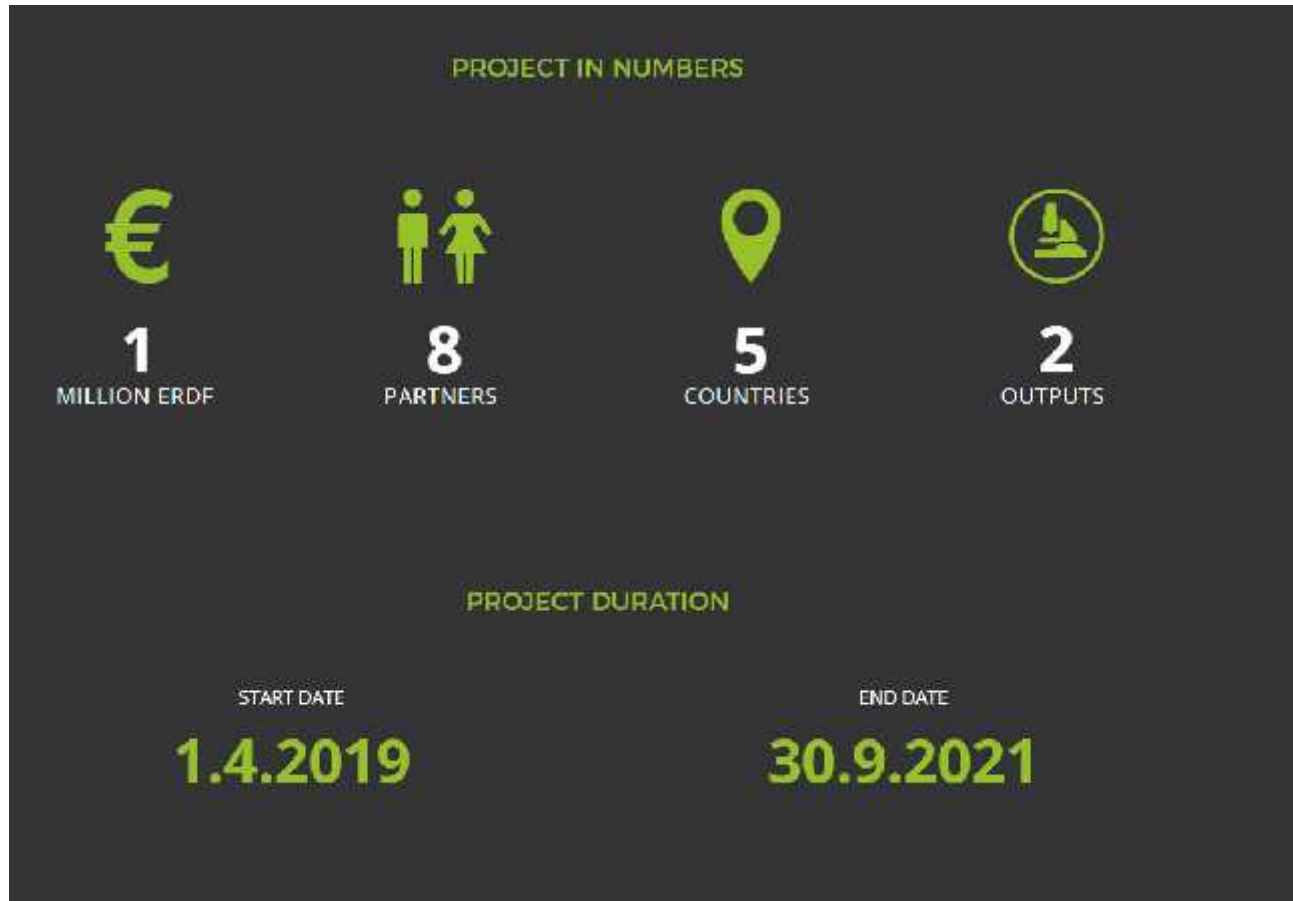 PROJECT IN NUMBERS
€
1
MILLION ERDF
8
PARTNERS
5
COUNTRIES
2
OUTPUTS
PROJECT DURATION
START DATE
1.4.2019
END DATE
30.9.2021